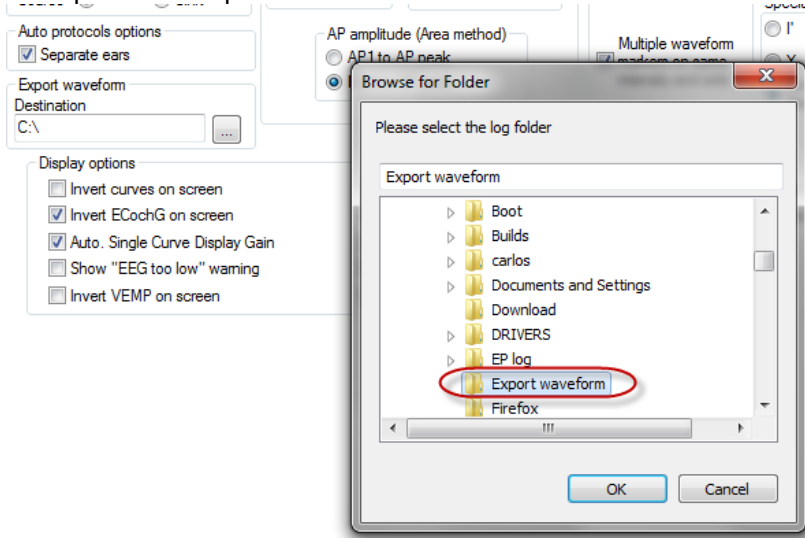 Auto protocols options
Separate ears
Export waveform
Destination
C:\
...
Display options
Invert curves on screen
Invert ECochG on screen
Auto. Single Curve Display Gain
Show "EEG too low" warning
Invert VEMP on screen
AP amplitude (Area method)
AP1 to AP peak
Multiple waveform
Browse for Folder
Please select the log folder
Export waveform
Boot
Builds
carlos
Documents and Settings
Download
DRIVERS
EP log
Export waveform
Firefox
OK
Cancel